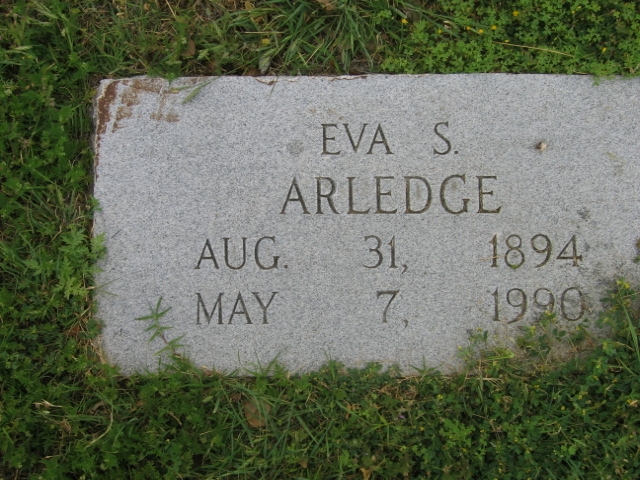 EVA S.
ARLEDGE
AUG. 31, 1894
MAY 7, 1990